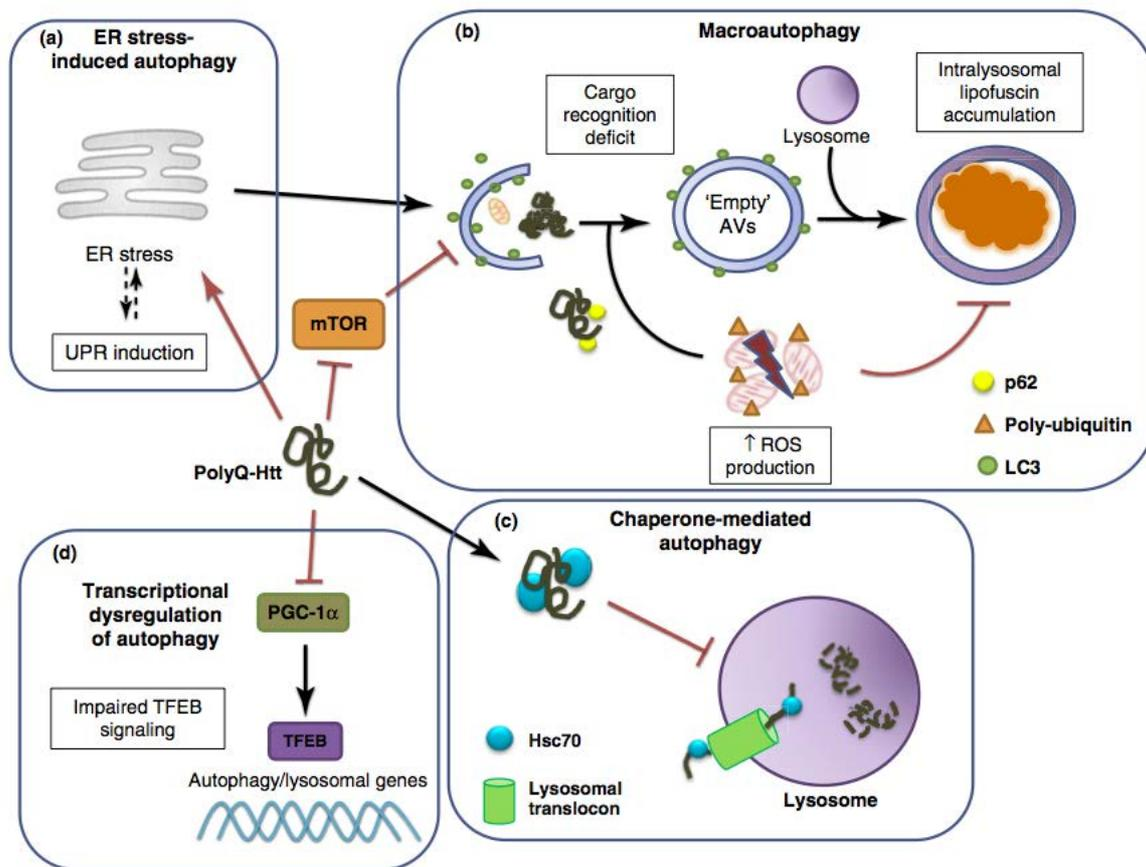 (a) ER stress-
induced autophagy
ER stress
UPR induction
(b)
Macroautophagy
Cargo
recognition
deficit
Lysosome
Intralysosomal
lipofuscin
accumulation
'Empty'
AVs
mTOR
↑ ROS
production
p62
Poly-ubiquitin
LC3
PolyQ-Htt
(c) Chaperone-mediated
autophagy
Hsc70
Lysosomal
translocon
Lysosome
(d)
Transcriptional
dysregulation
of autophagy
PGC-1α
Impaired TFEB
signaling
TFEB
Autophagy/lysosomal genes